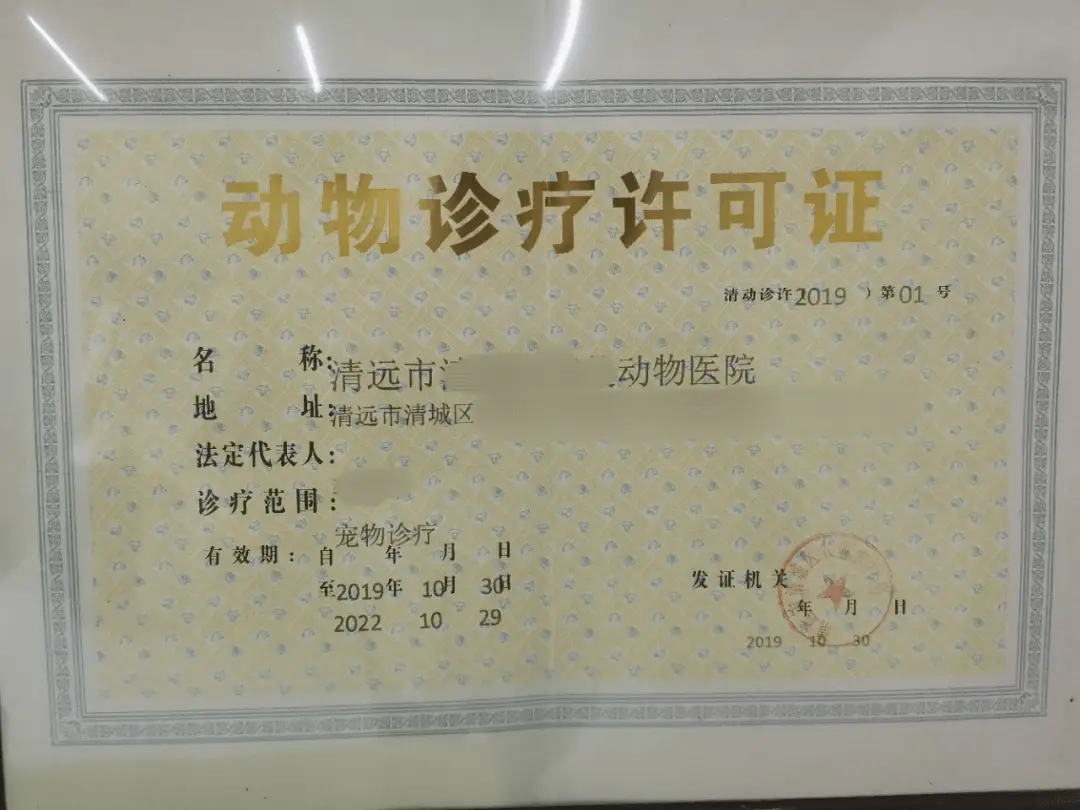 动物诊疗许可证
清动诊许 2019 ）第01 号
名 称：清远市 动物医院
地 址：清远市清城区
法定代表人：
诊疗范围：
宠物诊疗
有效期：自 年 月 日
至2019年 10月 30日
2022 10 29
发证机关
年 月 日
2019 10 30